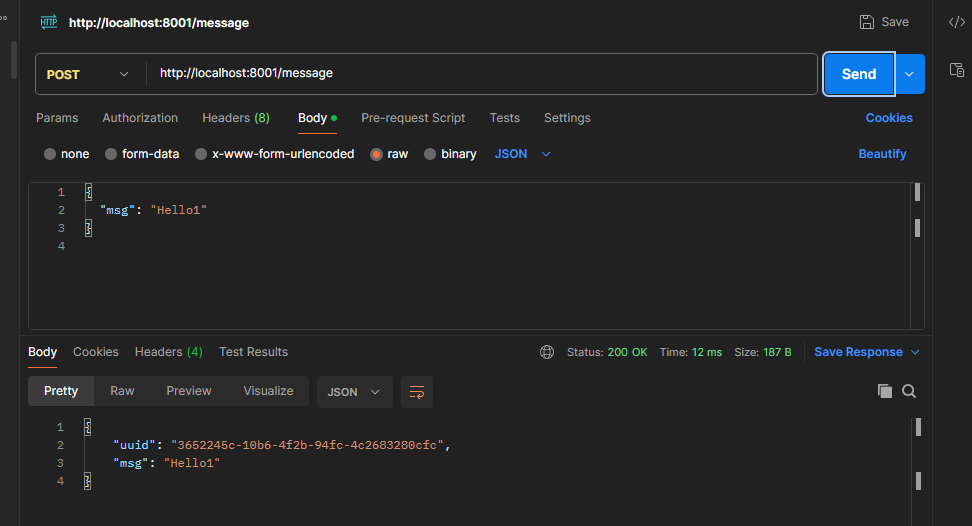 HTTP http://localhost:8001/message Save
POST http://localhost:8001/message Send
Params Authorization Headers (8) Body Pre-request Script Tests Settings Cookies
none form-data x-www-form-urlencoded raw binary JSON Beautify
1 {
2 "msg": "Hello1"
3 }
4
Body Cookies Headers (4) Test Results Status: 200 OK Time: 12 ms Size: 187 B Save Response
Pretty Raw Preview Visualize JSON
1 {
2 "uuid": "3652245c-10b6-4f2b-94fc-4c2683280cfc",
3 "msg": "Hello1"
4 }